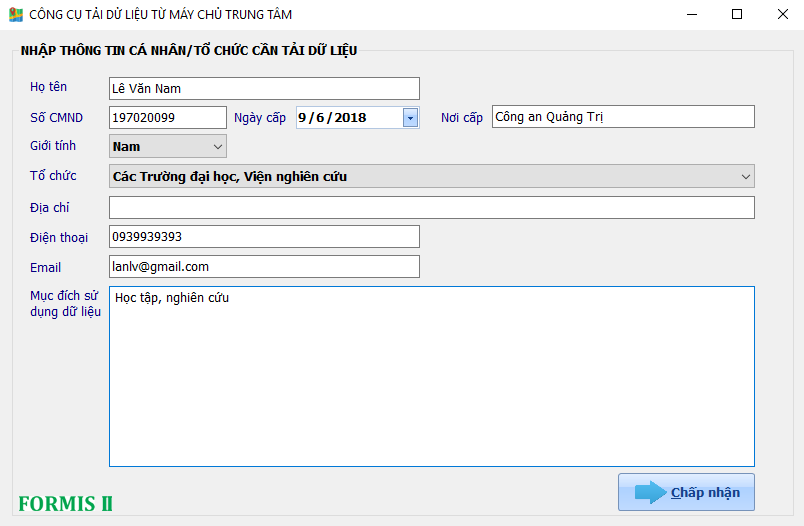 CÔNG CỤ TẢI DỮ LIỆU TỪ MÁY CHỦ TRUNG TÂM
NHẬP THÔNG TIN CÁ NHÂN/TỔ CHỨC CẦN TẢI DỮ LIỆU
Họ tên Lê Văn Nam
Số CMND 197020099 Ngày cấp 9/6/2018 Nơi cấp Công an Quảng Trị
Giới tính Nam
Tổ chức Các Trường đại học, Viện nghiên cứu
Địa chỉ
Điện thoại 0939939393
Email lanlv@gmail.com
Mục đích sử Học tập, nghiên cứu
dụng dữ liệu
Chấp nhận
FORMIS II